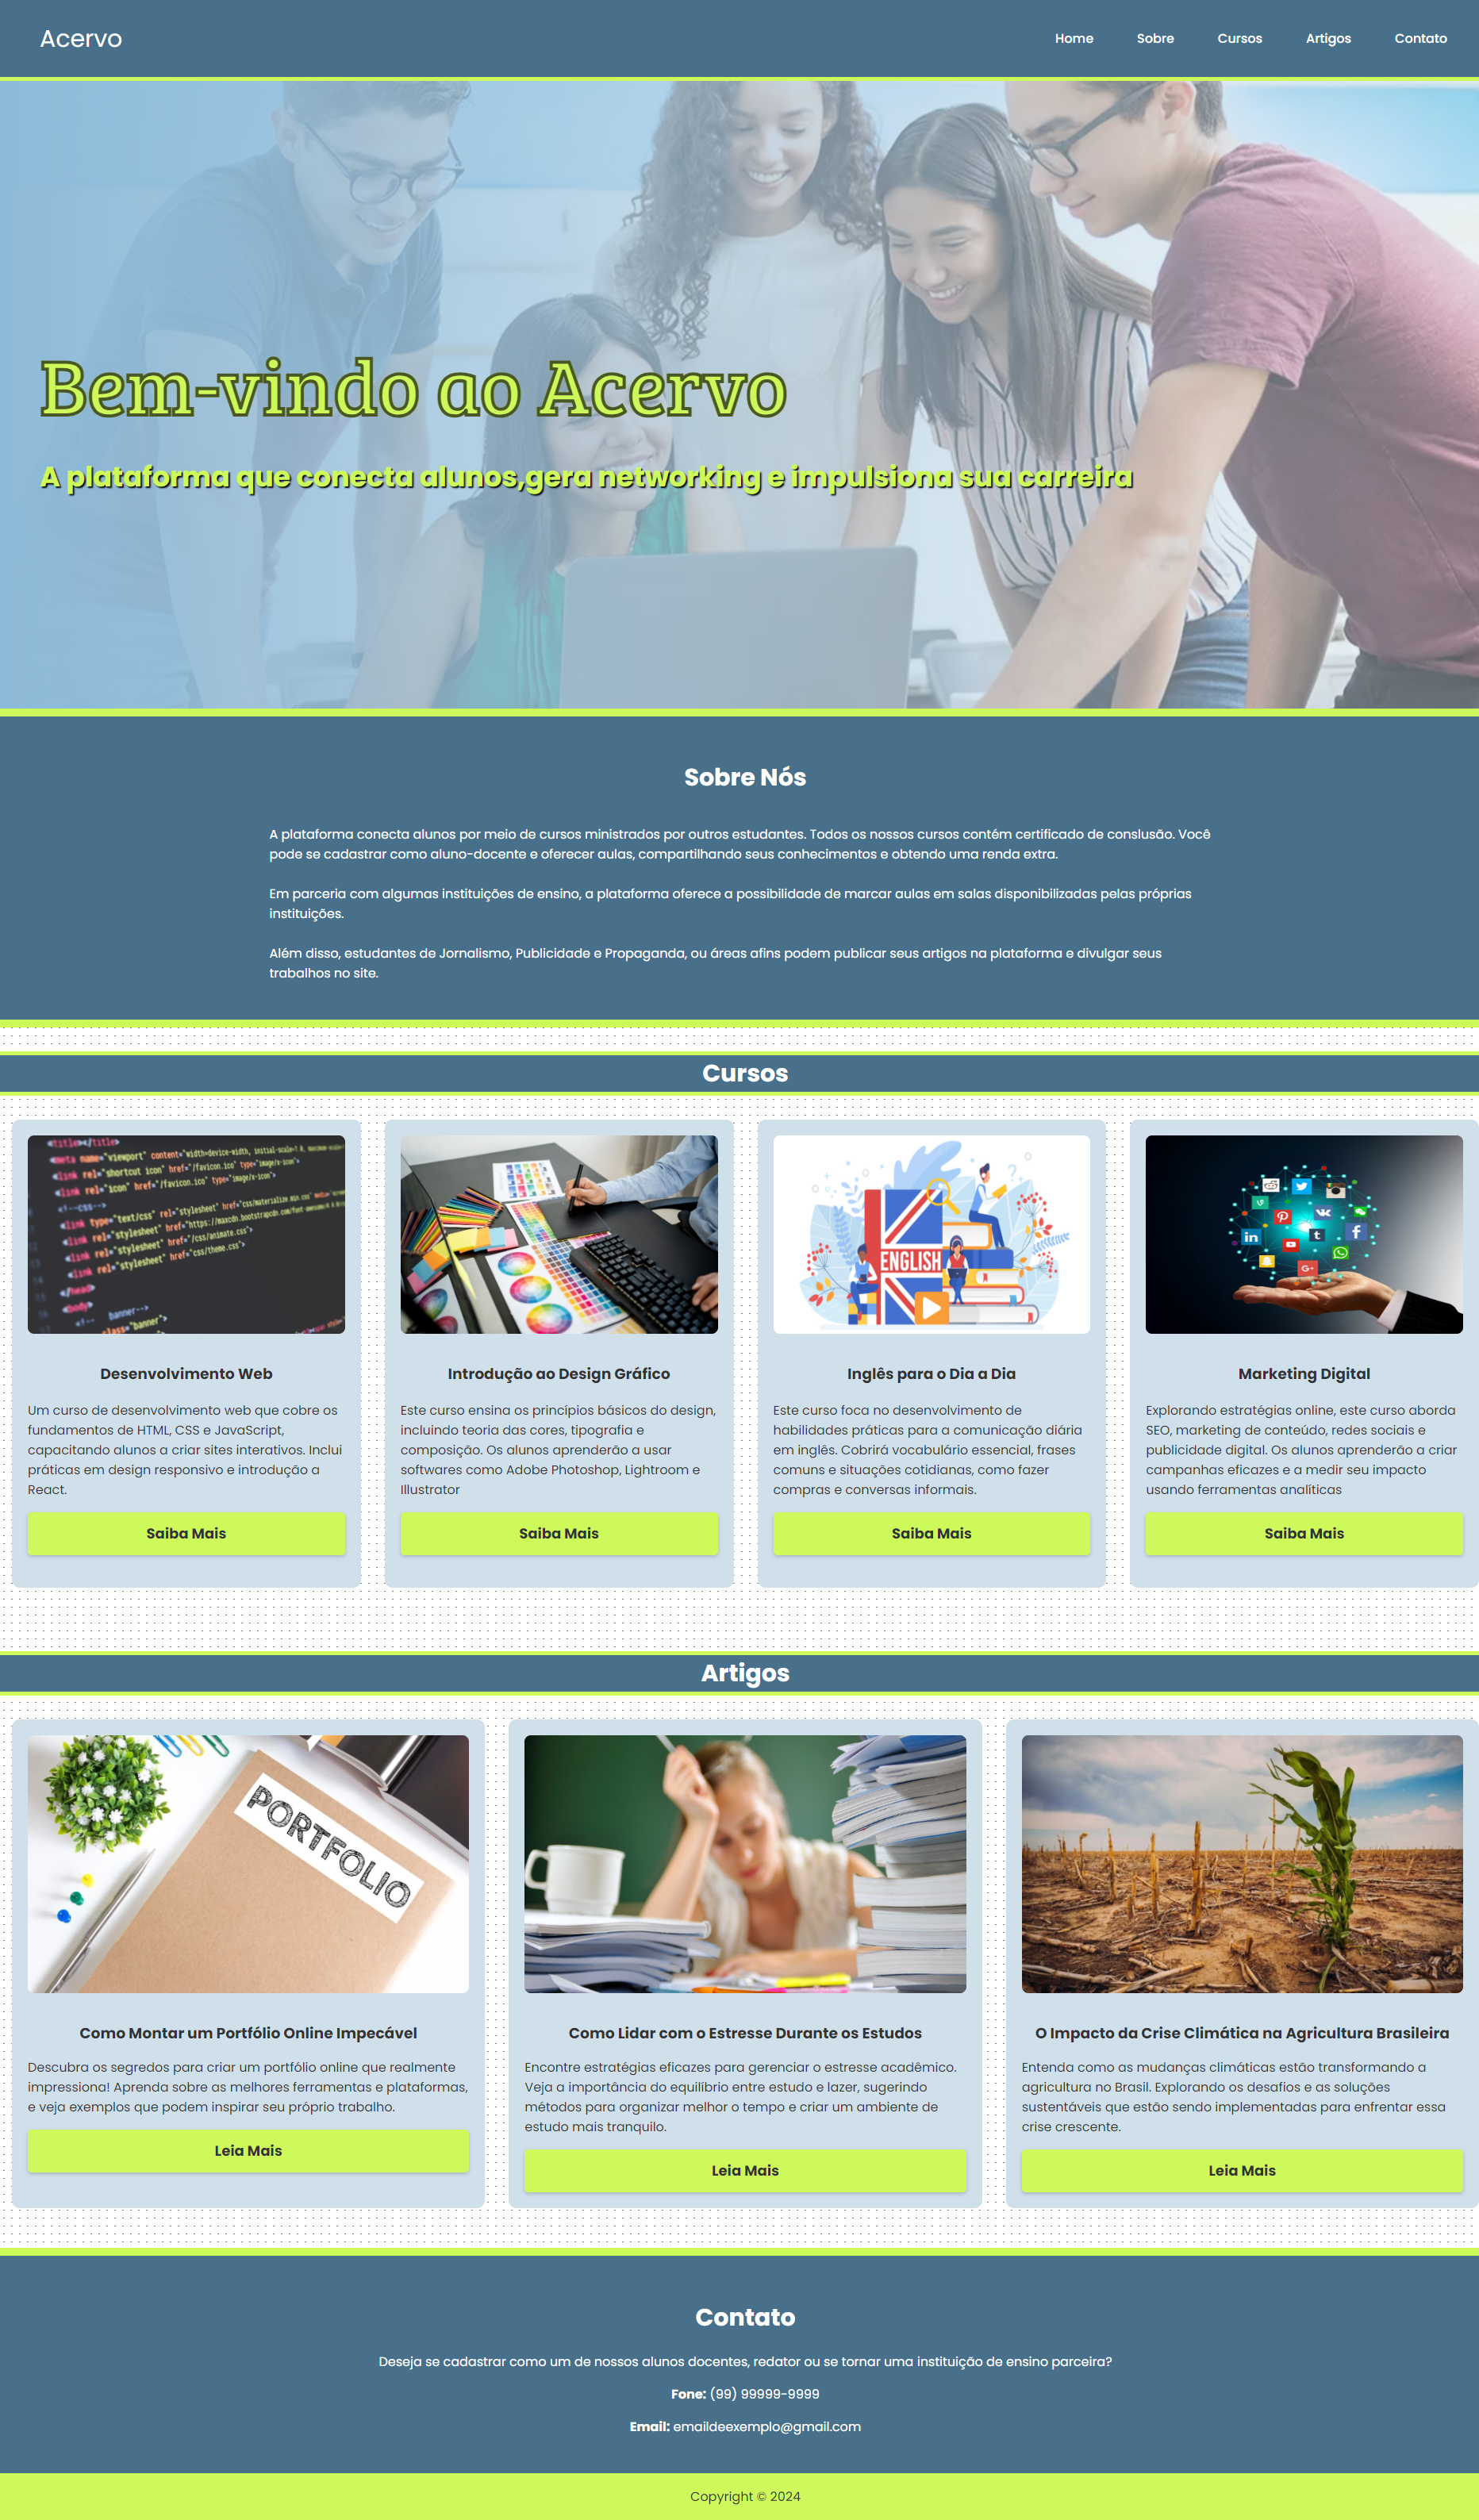 Acervo
Home
Sobre
Cursos
Artigos
Contato
Bem-vindo ao Acervo
A plataforma que conecta alunos,gera networking e impulsiona sua carreira
Sobre Nós
A plataforma conecta alunos por meio de cursos ministrados por outros estudantes. Todos os nossos cursos contém certificado de conslusão. Você
pode se cadastrar como aluno-docente e oferecer aulas, compartilhando seus conhecimentos e obtendo uma renda extra.
Em parceria com algumas instituições de ensino, a plataforma oferece a possibilidade de marcar aulas em salas disponibilizadas pelas próprias
instituições.
Além disso, estudantes de Jornalismo, Publicidade e Propaganda, ou áreas afins podem publicar seus artigos na plataforma e divulgar seus
trabalhos no site.
Cursos
ENGLISH
Desenvolvimento Web
Um curso de desenvolvimento web que cobre os
fundamentos de HTML, CSS e JavaScript,
capacitando alunos a criar sites interativos. Inclui
práticas em design responsivo e introdução a
React.
Saiba Mais
Introdução ao Design Gráfico
Este curso ensina os princípios básicos do design,
incluindo teoria das cores, tipografia e
composição. Os alunos aprenderão a usar
softwares como Adobe Photoshop, Lightroom e
Illustrator
Saiba Mais
Inglês para o Dia a Dia
Este curso foca no desenvolvimento de
habilidades práticas para a comunicação diária
em inglês. Cobrirá vocabulário essencial, frases
comuns e situações cotidianas, como fazer
compras e conversas informais.
Saiba Mais
Marketing Digital
Explorando estratégias online, este curso aborda
SEO, marketing de conteúdo, redes sociais e
publicidade digital. Os alunos aprenderão a criar
campanhas eficazes e a medir seu impacto
usando ferramentas analíticas
Saiba Mais
Artigos
PORTFOLIO
Como Montar um Portfólio Online Impecável
Descubra os segredos para criar um portfólio online que realmente
impressiona! Aprenda sobre as melhores ferramentas e plataformas,
e veja exemplos que podem inspirar seu próprio trabalho.
Leia Mais
Como Lidar com o Estresse Durante os Estudos
Encontre estratégias eficazes para gerenciar o estresse acadêmico.
Veja a importância do equilíbrio entre estudo e lazer, sugerindo
métodos para organizar melhor o tempo e criar um ambiente de
estudo mais tranquilo.
Leia Mais
O Impacto da Crise Climática na Agricultura Brasileira
Entenda como as mudanças climáticas estão transformando a
agricultura no Brasil. Explorando os desafios e as soluções
sustentáveis que estão sendo implementadas para enfrentar essa
crise crescente.
Leia Mais
Contato
Deseja se cadastrar como um de nossos alunos docentes, redator ou se tornar uma instituição de ensino parceira?
Fone: (99) 99999-9999
Email: emaildeexemplo@gmail.com
Copyright © 2024